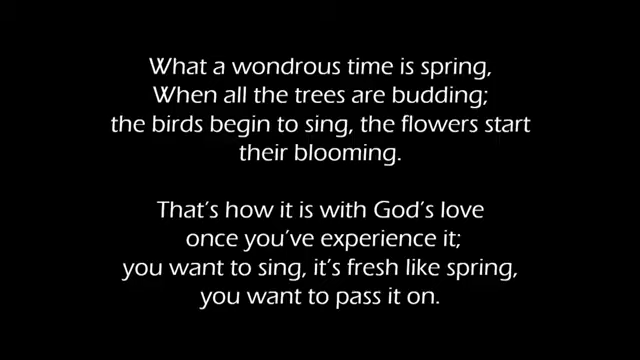 What a wondrous time is spring,
When all the trees are budding;
the birds begin to sing, the flowers start
their blooming.
That's how it is with God's love
once you've experience it;
you want to sing, it's fresh like spring,
you want to pass it on.